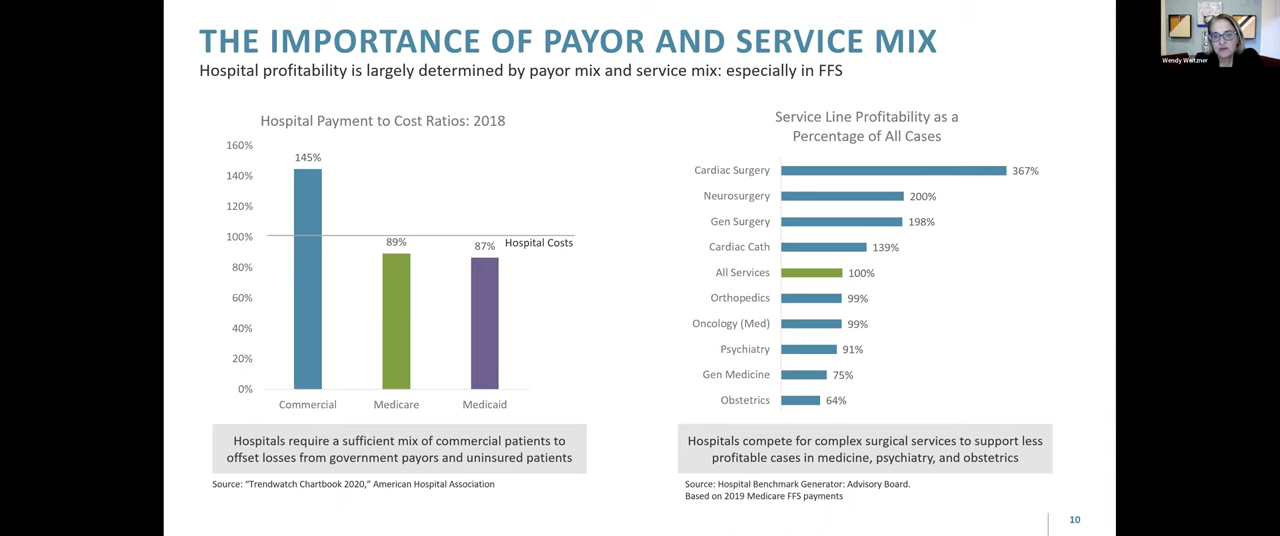 THE IMPORTANCE OF PAYOR AND SERVICE MIX
Hospital profitability is largely determined by payor mix and service mix: especially in FFS
Wendy Weitzner
Hospital Payment to Cost Ratios: 2018
160%
140%
120%
100%
80%
60%
40%
20%
0%
145%
89%
87%
Hospital Costs
Commercial
Medicare
Medicaid
Hospitals require a sufficient mix of commercial patients to
offset losses from government payors and uninsured patients
Source: “Trendwatch Chartbook 2020,” American Hospital Association
Service Line Profitability as a
Percentage of All Cases
Cardiac Surgery 367%
Neurosurgery 200%
Gen Surgery 198%
Cardiac Cath 139%
All Services 100%
Orthopedics 99%
Oncology (Med) 99%
Psychiatry 91%
Gen Medicine 75%
Obstetrics 64%
Hospitals compete for complex surgical services to support less
profitable cases in medicine, psychiatry, and obstetrics
Source: Hospital Benchmark Generator: Advisory Board.
Based on 2019 Medicare FFS payments
10